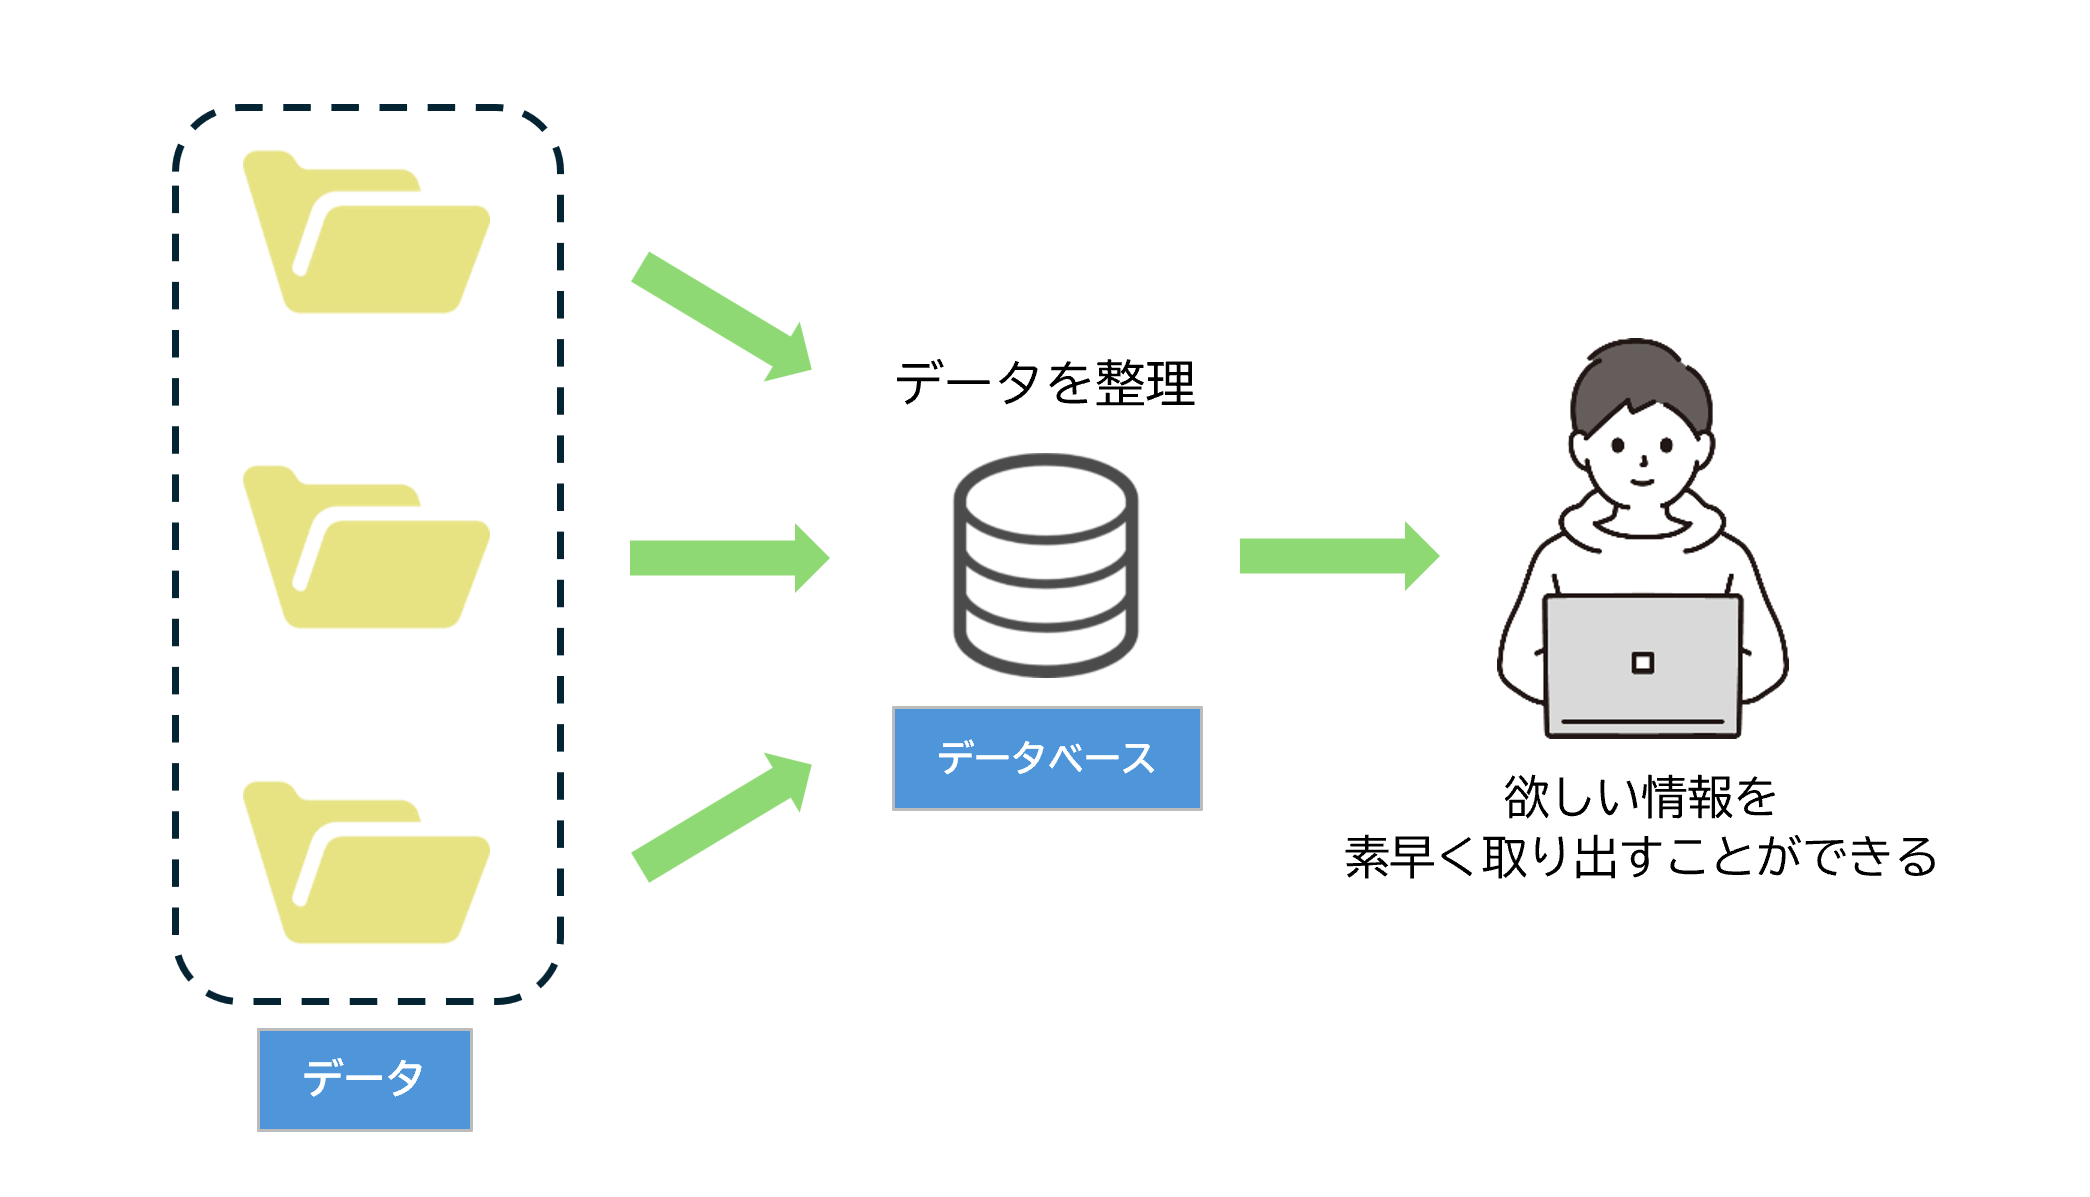 データを整理
データベース
欲しい情報を
素早く取り出すことができる
データ